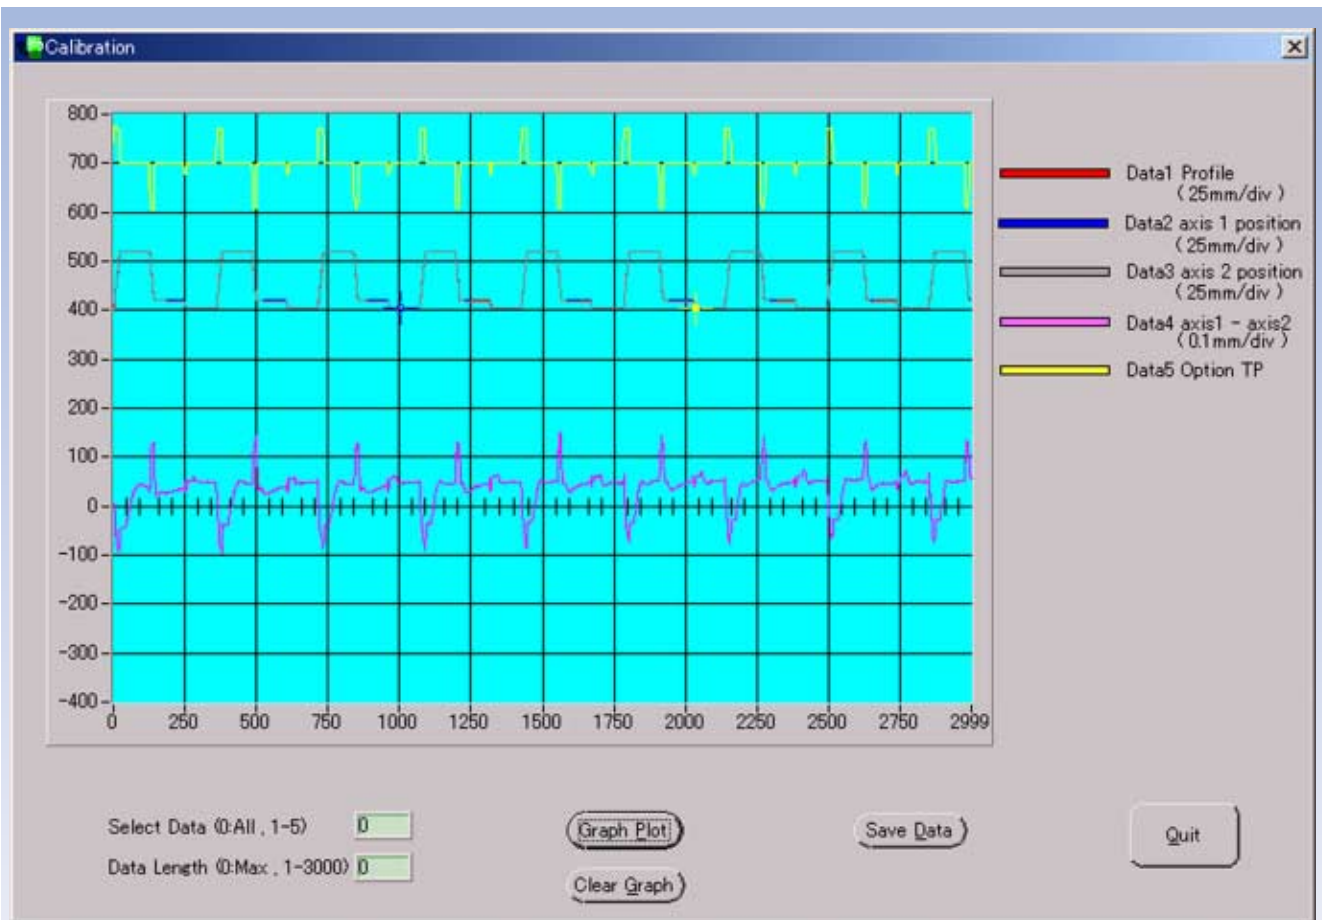 Calibration
800
700
600
500
400
300
200
100
0
-100
-200
-300
-400
0 250 500 750 1000 1250 1500 1750 2000 2250 2500 2750 2999
Data1 Profile
(25mm/div)
Data2 axis 1 position
(25mm/div)
Data3 axis 2 position
(25mm/div)
Data4 axis1 - axis2
(0.1mm/div)
Data5 Option TP
Select Data (0:All , 1-5) 0
Data Length (0:Max , 1-3000) 0
Graph Plot
Clear Graph
Save Data
Quit